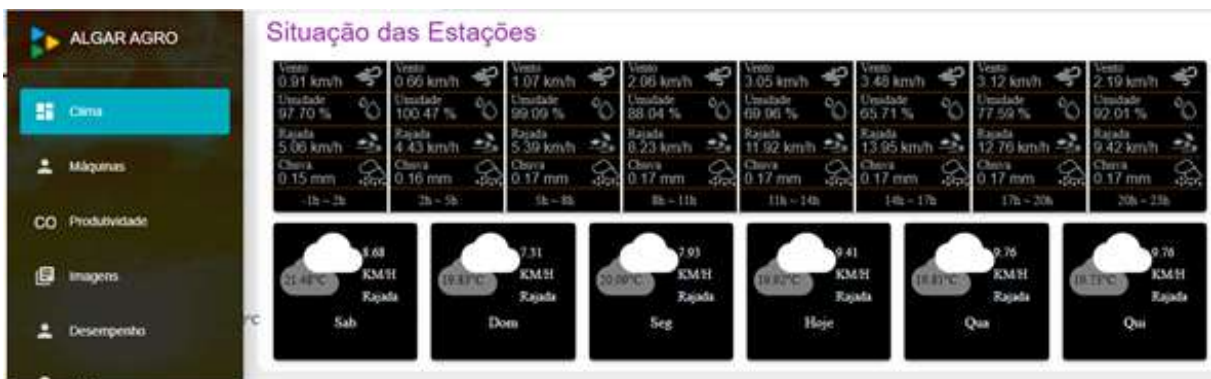 ALGAR AGRO
Clima
Máquinas
Produtividade
Imagens
Desempenho
Situação das Estações
Vento Vento Vento Vento Vento Vento Vento Vento
0.91 km/h 0.66 km/h 1.07 km/h 2.06 km/h 3.05 km/h 3.48 km/h 3.12 km/h 2.19 km/h
Umidade Umidade Umidade Umidade Umidade Umidade Umidade Umidade
97.70 % 100.47 % 99.09 % 88.04 % 69.96 % 65.71 % 77.59 % 92.01 %
Rajada Rajada Rajada Rajada Rajada Rajada Rajada Rajada
5.06 km/h 4.43 km/h 5.39 km/h 8.23 km/h 11.92 km/h 13.95 km/h 12.76 km/h 9.42 km/h
Chuva Chuva Chuva Chuva Chuva Chuva Chuva Chuva
0.15 mm 0.16 mm 0.17 mm 0.17 mm 0.17 mm 0.17 mm 0.17 mm 0.17 mm
-1h ~ 2h 2h ~ 5h 5h ~ 8h 8h ~ 11h 11h ~ 14h 14h ~ 17h 17h ~ 20h 20h ~ 23h
8.68 7.31 7.93 9.41 9.76 9.76
21.48°C KM/H KM/H KM/H KM/H KM/H KM/H
Rajada Rajada Rajada Rajada Rajada Rajada
°C
Sab Dom Seg Hoje Qua Qui